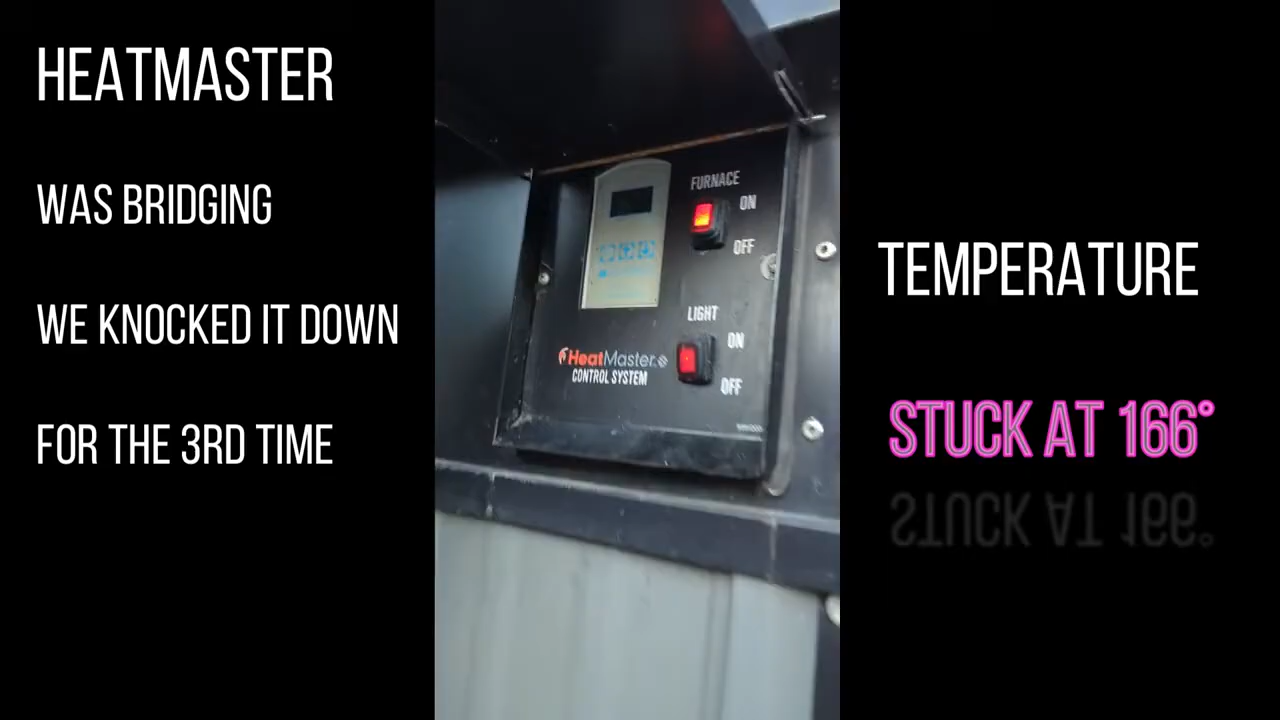 HEATMASTER
WAS BRIDGING
WE KNOCKED IT DOWN
FOR THE 3RD TIME
FURNACE
ON
OFF
LIGHT
ON
OFF
HeatMaster
CONTROL SYSTEM
TEMPERATURE
STUCK AT 166°
STUCK AT 166°